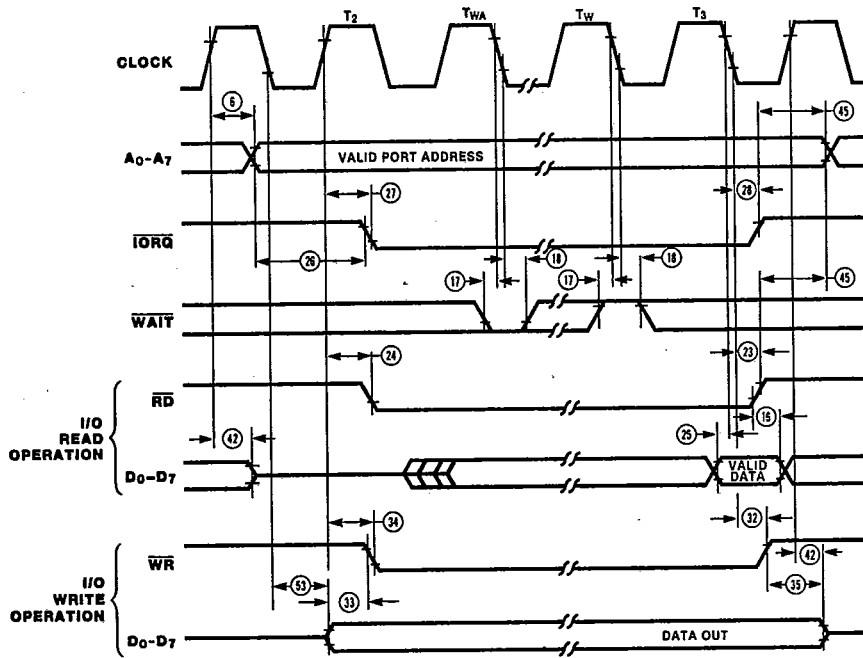 T2 TWA TW T3
CLOCK
6 45
A0-A7 VALID PORT ADDRESS
27 28
IORQ
26 18 18
17 17 45
WAIT
24 23
RD
I/O READ OPERATION
42 25 16
D0-D7 VALID DATA
34 32
WR 42
I/O WRITE OPERATION
53 33 35
D0-D7 DATA OUT